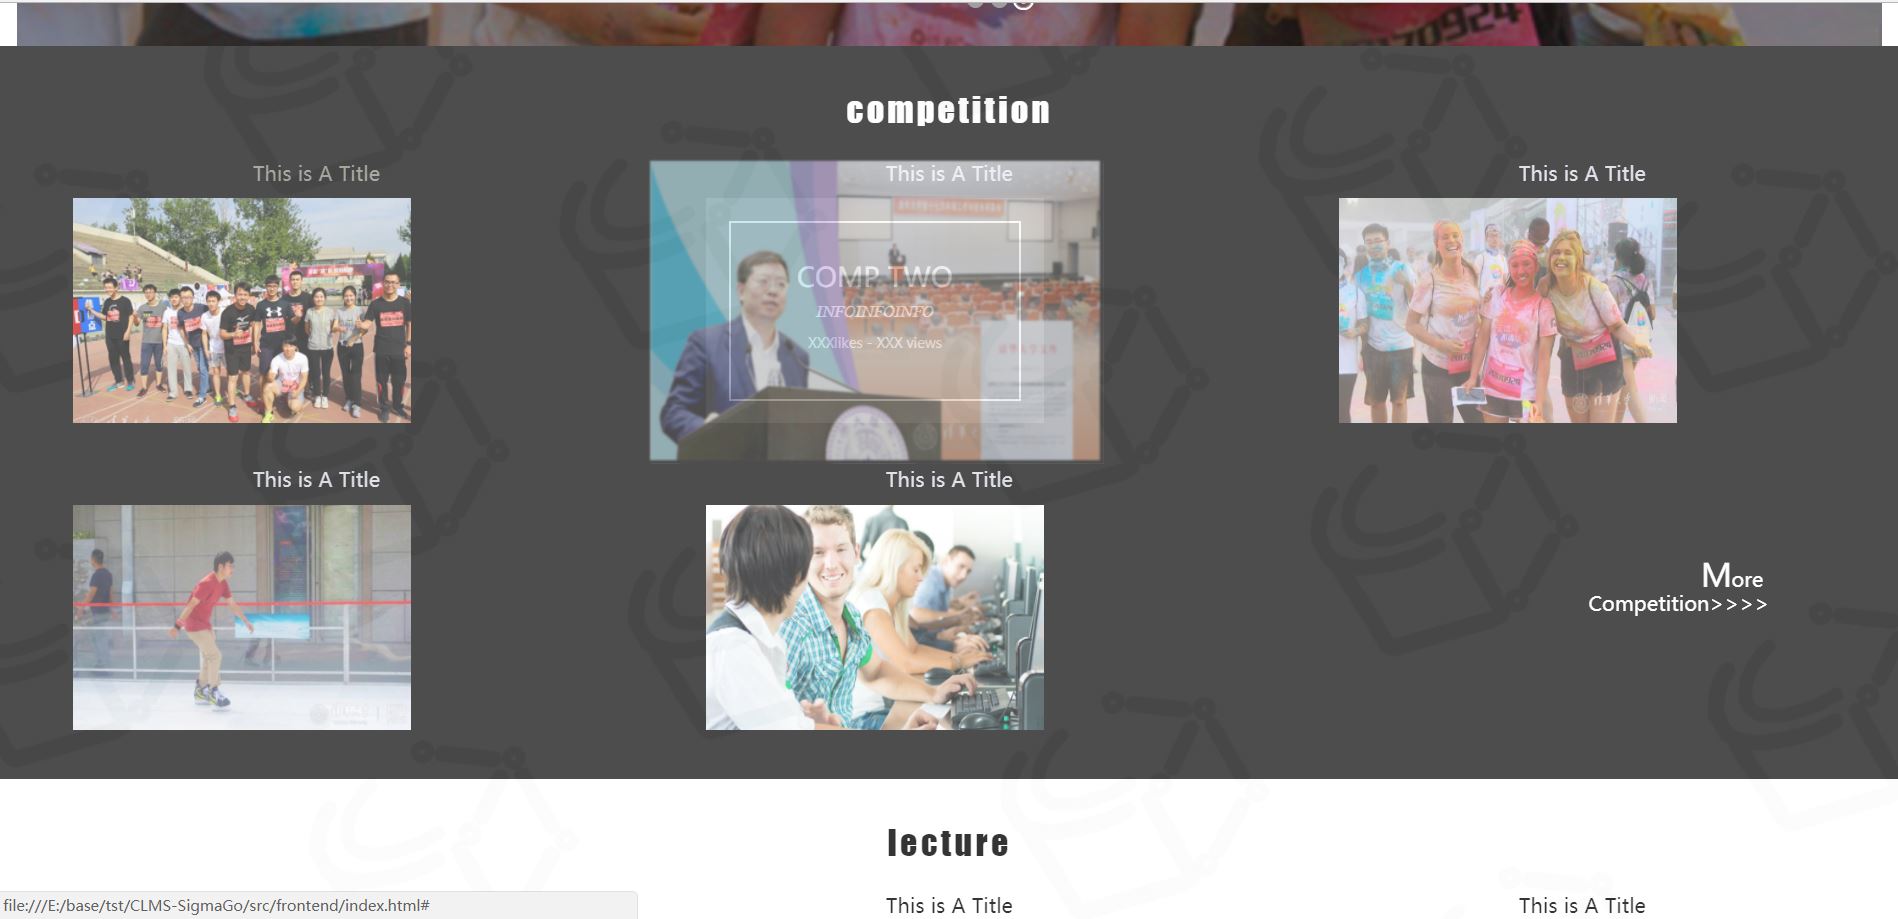 170924
competition
This is A Title
This is A Title
This is A Title
COMP TWO
INFOINFOINFO
XXXlikes - XXX views
This is A Title
This is A Title
More
Competition>>>>
lecture
This is A Title
This is A Title
file:///E:/base/tst/CLMS-SigmaGo/src/frontend/index.html#